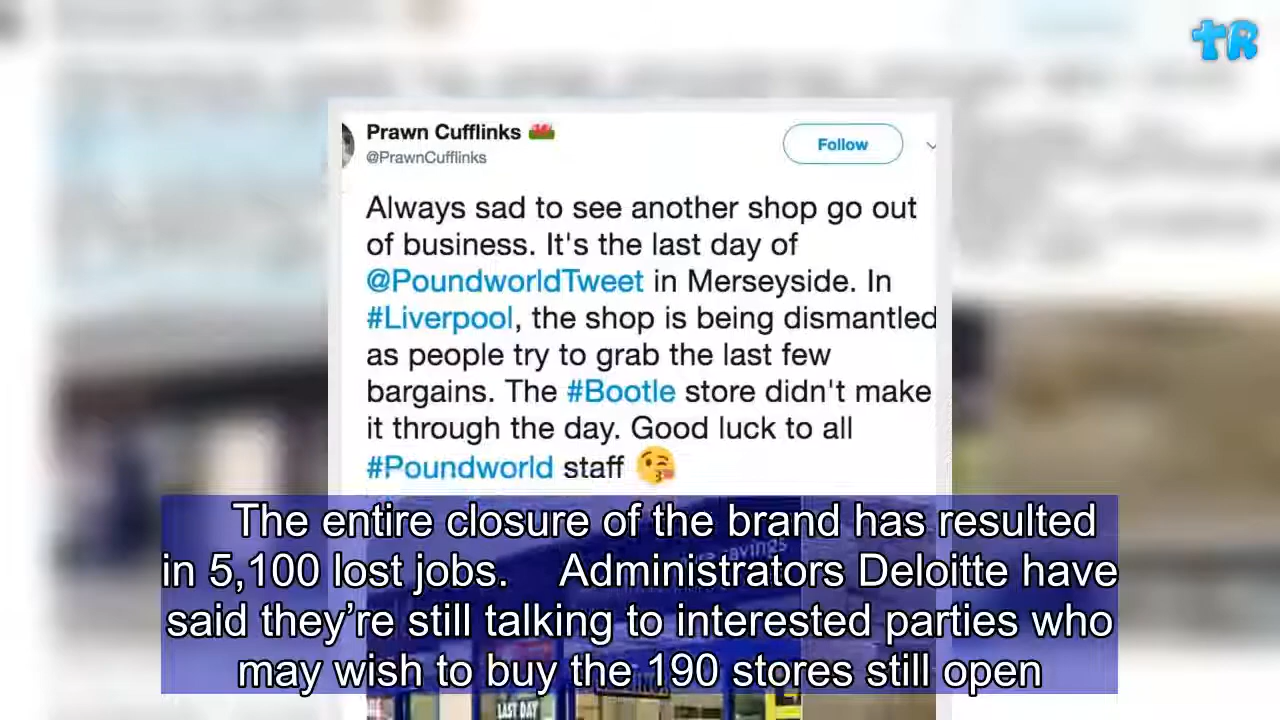 TR
Prawn Cufflinks
@PrawnCufflinks
Follow
Always sad to see another shop go out
of business. It's the last day of
@PoundworldTweet in Merseyside. In
#Liverpool, the shop is being dismantled
as people try to grab the last few
bargains. The #Bootle store didn't make
it through the day. Good luck to all
#Poundworld staff 😘
savings
The entire closure of the brand has resulted
in 5,100 lost jobs. Administrators Deloitte have
said they’re still talking to interested parties who
may wish to buy the 190 stores still open
LAST DAY